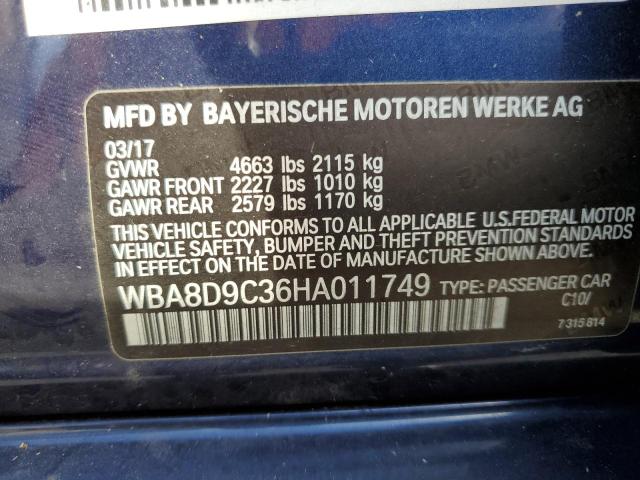 MFD BY BAYERISCHE MOTOREN WERKE AG
03/17
GVWR 4663 lbs 2115 kg
GAWR FRONT 2227 lbs 1010 kg
GAWR REAR 2579 lbs 1170 kg
THIS VEHICLE CONFORMS TO ALL APPLICABLE U.S.FEDERAL MOTOR
VEHICLE SAFETY, BUMPER AND THEFT PREVENTION STANDARDS
IN EFFECT ON THE DATE OF MANUFACTURE SHOWN ABOVE.
WBA8D9C36HA011749 TYPE: PASSENGER CAR
C10/
7315814